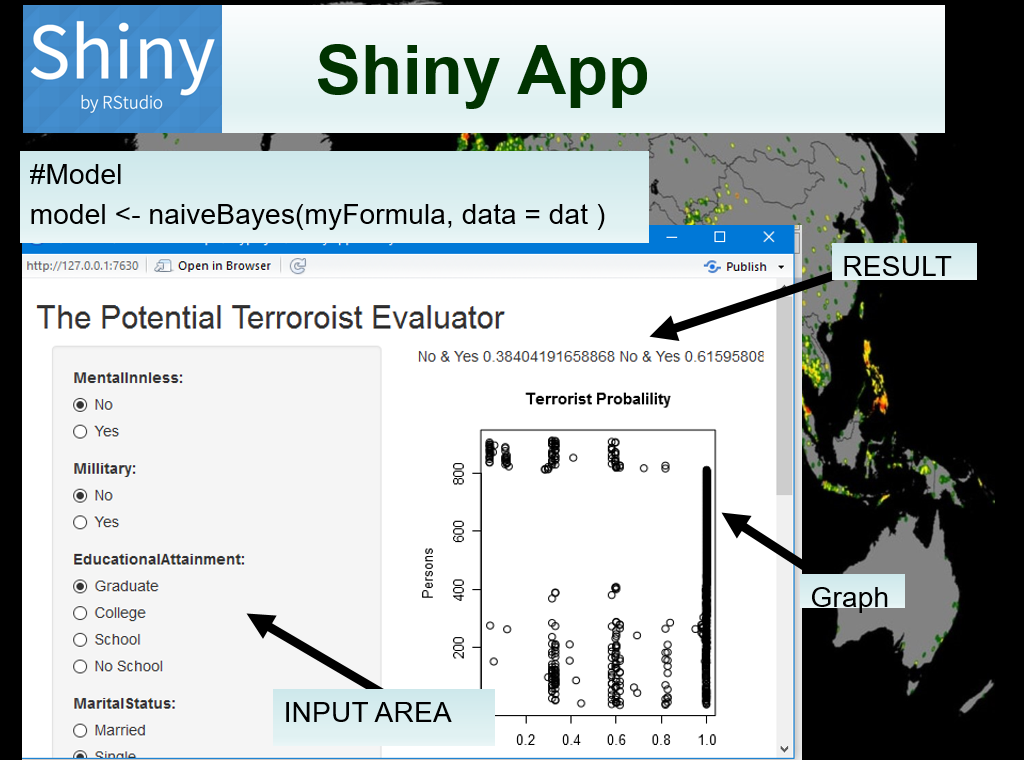 Shiny
by RStudio
Shiny App
#Model
model <- naiveBayes(myFormula, data = dat )
http://127.0.0.1:7630
Open in Browser
Publish
RESULT
The Potential Terroroist Evaluator
No & Yes 0.38404191658868 No & Yes 0.61595808
MentalInnless:
No
Yes
Millitary:
No
Yes
EducationalAttainment:
Graduate
College
School
No School
MaritalStatus:
Married
Single
INPUT AREA
Terrorist Probalility
Persons
800
600
400
200
0.2 0.4 0.6 0.8 1.0
Graph